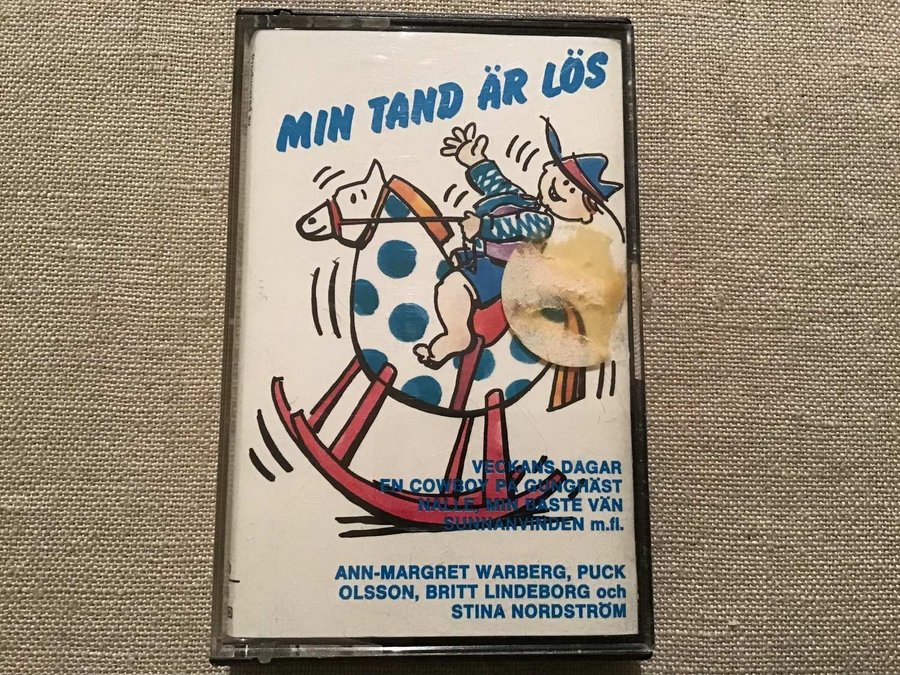 MIN TAND ÄR LÖS
VECKANS DAGAR
EN COWBOY PÅ GUNGHÄST
NALLE, MIN BÄSTE VÄN
SUNNANVINDEN m.fl.
ANN-MARGRET WARBERG, PUCK
OLSSON, BRITT LINDEBORG och
STINA NORDSTRÖM